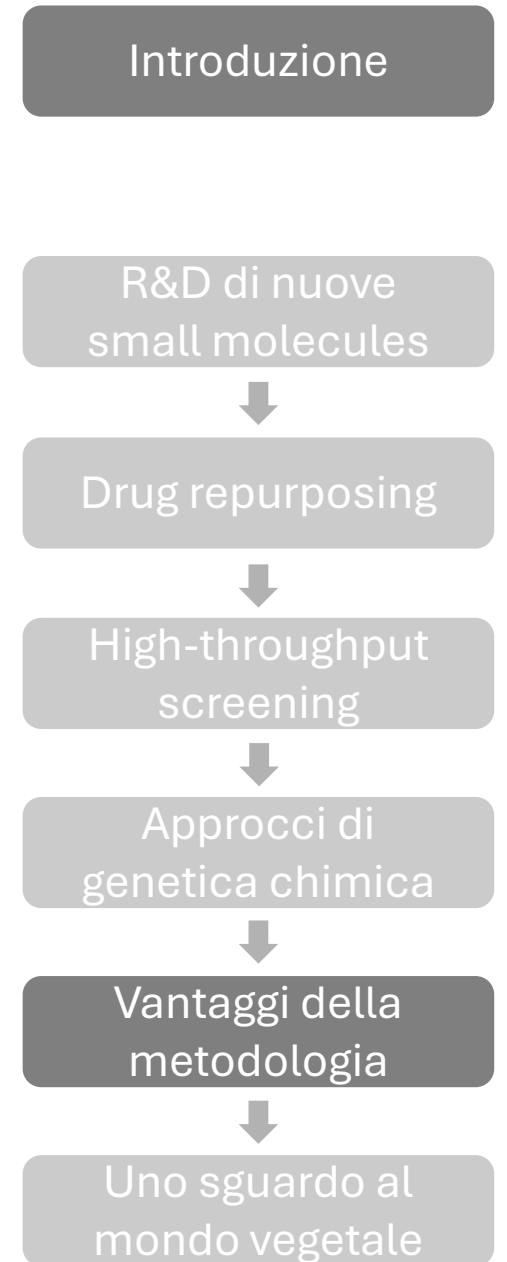 Introduzione
R&D di nuove
small molecules
Drug repurposing
High-throughput
screening
Approcci di
genetica chimica
Vantaggi della
metodologia
Uno sguardo al
mondo vegetale